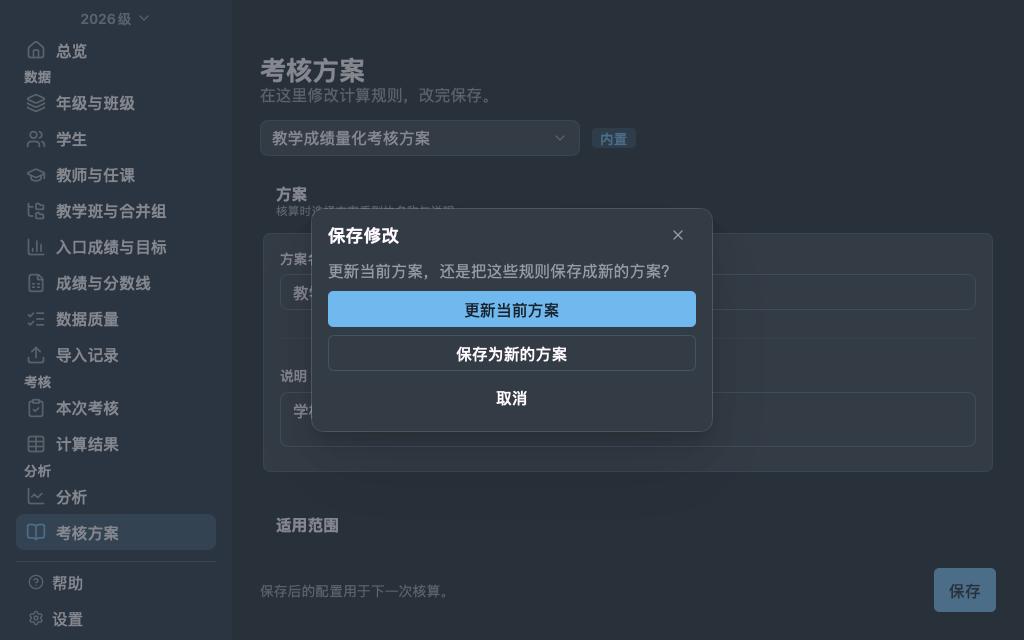 2026级
总览
数据
年级与班级
学生
教师与任课
教学班与合并组
入口成绩与目标
成绩与分数线
数据质量
导入记录
考核
本次考核
计算结果
分析
分析
考核方案
帮助
设置
考核方案
在这里修改计算规则，改完保存。
教学成绩量化考核方案
内置
方案
方案
保存修改
更新当前方案，还是把这些规则保存成新的方案？
更新当前方案
保存为新的方案
取消
说明
适用范围
保存后的配置用于下一次核算。
保存